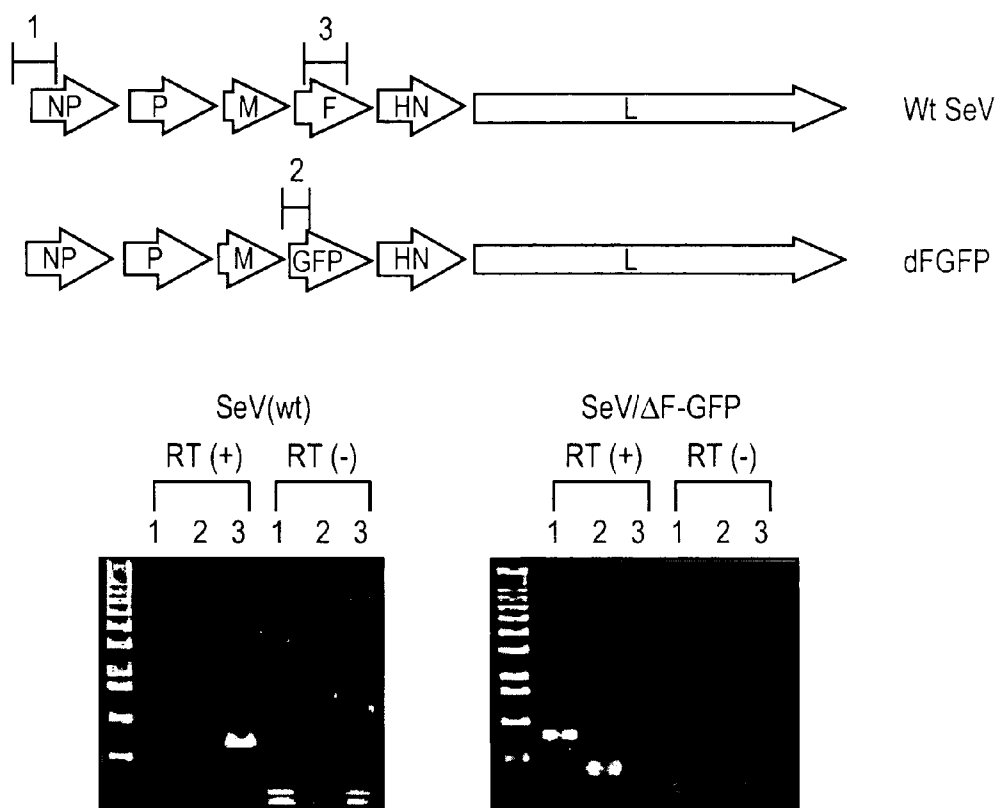 1 3
NP P M F HN L Wt SeV
2
NP P M GFP HN L dFGFP
SeV(wt) SeV/ΔF-GFP
RT (+) RT (-) RT (+) RT (-)
1 2 3 1 2 3 1 2 3 1 2 3